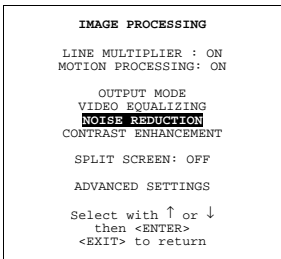 IMAGE PROCESSING
LINE MULTIPLIER : ON
MOTION PROCESSING: ON
OUTPUT MODE
VIDEO EQUALIZING
NOISE REDUCTION
CONTRAST ENHANCEMENT
SPLIT SCREEN: OFF
ADVANCED SETTINGS
Select with ↑ or ↓
then <ENTER>
<EXIT> to return